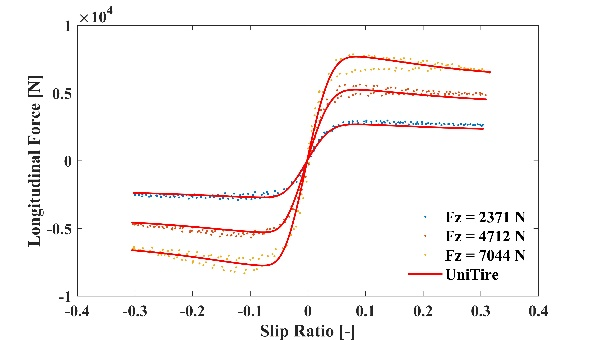 ×10⁴
1
0.5
0
-0.5
-1
Longitudinal Force [N]
-0.4 -0.3 -0.2 -0.1 0 0.1 0.2 0.3 0.4
Slip Ratio [-]
Fz = 2371 N
Fz = 4712 N
Fz = 7044 N
UniTire